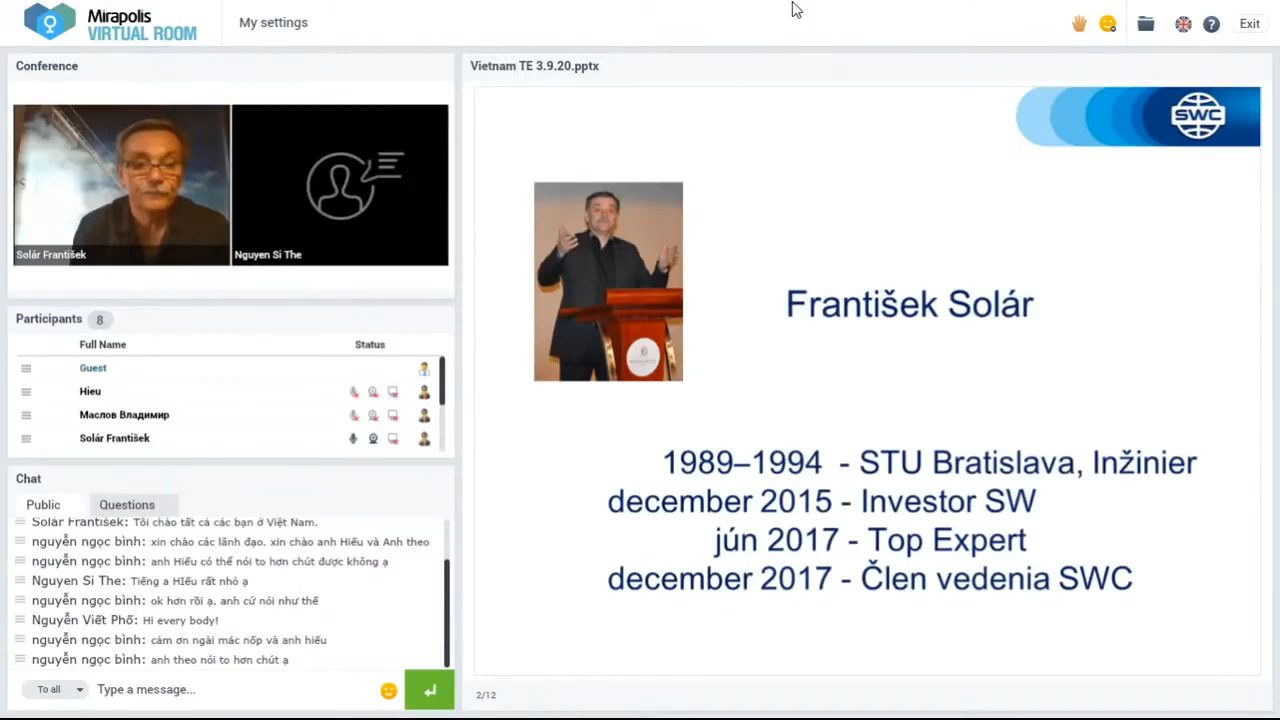 Mirapolis
VIRTUAL ROOM
My settings
Exit
Conference
Solár František
Nguyen Si The
Participants 8
Full Name Status
Guest
Hieu
Маслов Владимир
Solár František
Chat
Public Questions
Solár František: Tôi chào tất cả các bạn ở Việt Nam.
nguyễn ngọc bình: xin chào các lãnh đạo. xin chào anh Hiếu và Anh theo
nguyễn ngọc bình: anh Hiếu có thể nói to hơn chút được không ạ
Nguyen Si The: Tiếng a HIếu rất nhỏ ạ
nguyễn ngọc bình: ok hơn rồi ạ. anh cứ nói như thế
Nguyễn Viết Phố: Hi every body!
nguyễn ngọc bình: cảm ơn ngài mác nốp và anh hiếu
nguyễn ngọc bình: anh theo nói to hơn chút ạ
To all Type a message...
Vietnam TE 3.9.20.pptx
SWC
František Solár
1989–1994 - STU Bratislava, Inžinier
december 2015 - Investor SW
jún 2017 - Top Expert
december 2017 - Člen vedenia SWC
2/12